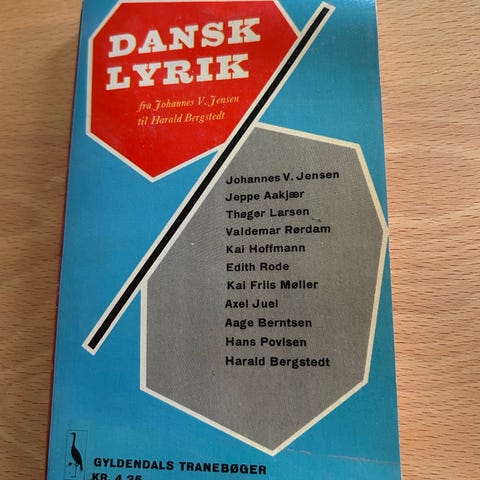 DANSK
LYRIK
fra Johannes V. Jensen
til Harald Bergstedt
Johannes V. Jensen
Jeppe Aakjær
Thøger Larsen
Valdemar Rørdam
Kai Hoffmann
Edith Rode
Kai Friis Møller
Axel Juel
Aage Berntsen
Hans Povlsen
Harald Bergstedt
GYLDENDALS TRANEBØGER
KR. 4.25